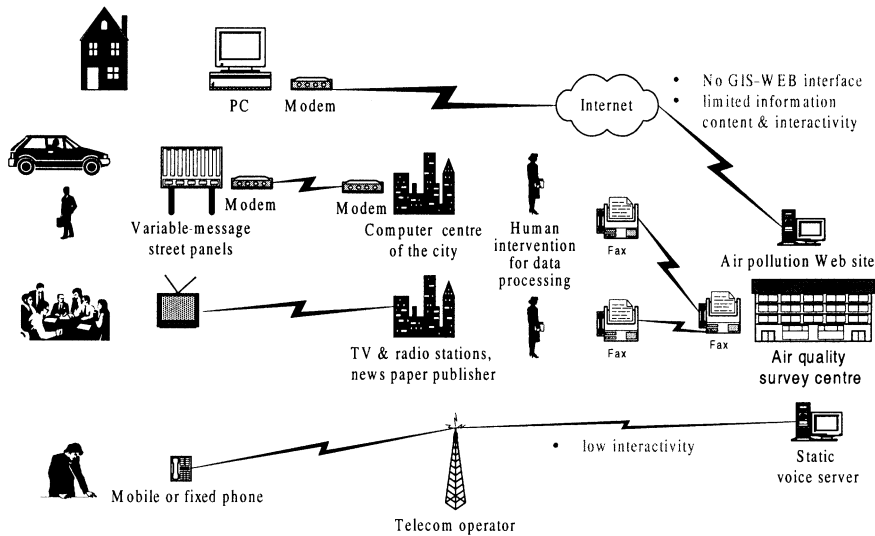 PC
Modem
Internet
• No GIS-WEB interface
• limited information
content & interactivity
Modem
Modem
Variable-message
street panels
Computer centre
of the city
Human
intervention
for data
processing
Fax
Air pollution Web site
TV & radio stations,
news paper publisher
Fax
Fax
Air quality
survey centre
• low interactivity
Mobile or fixed phone
Telecom operator
Static
voice server